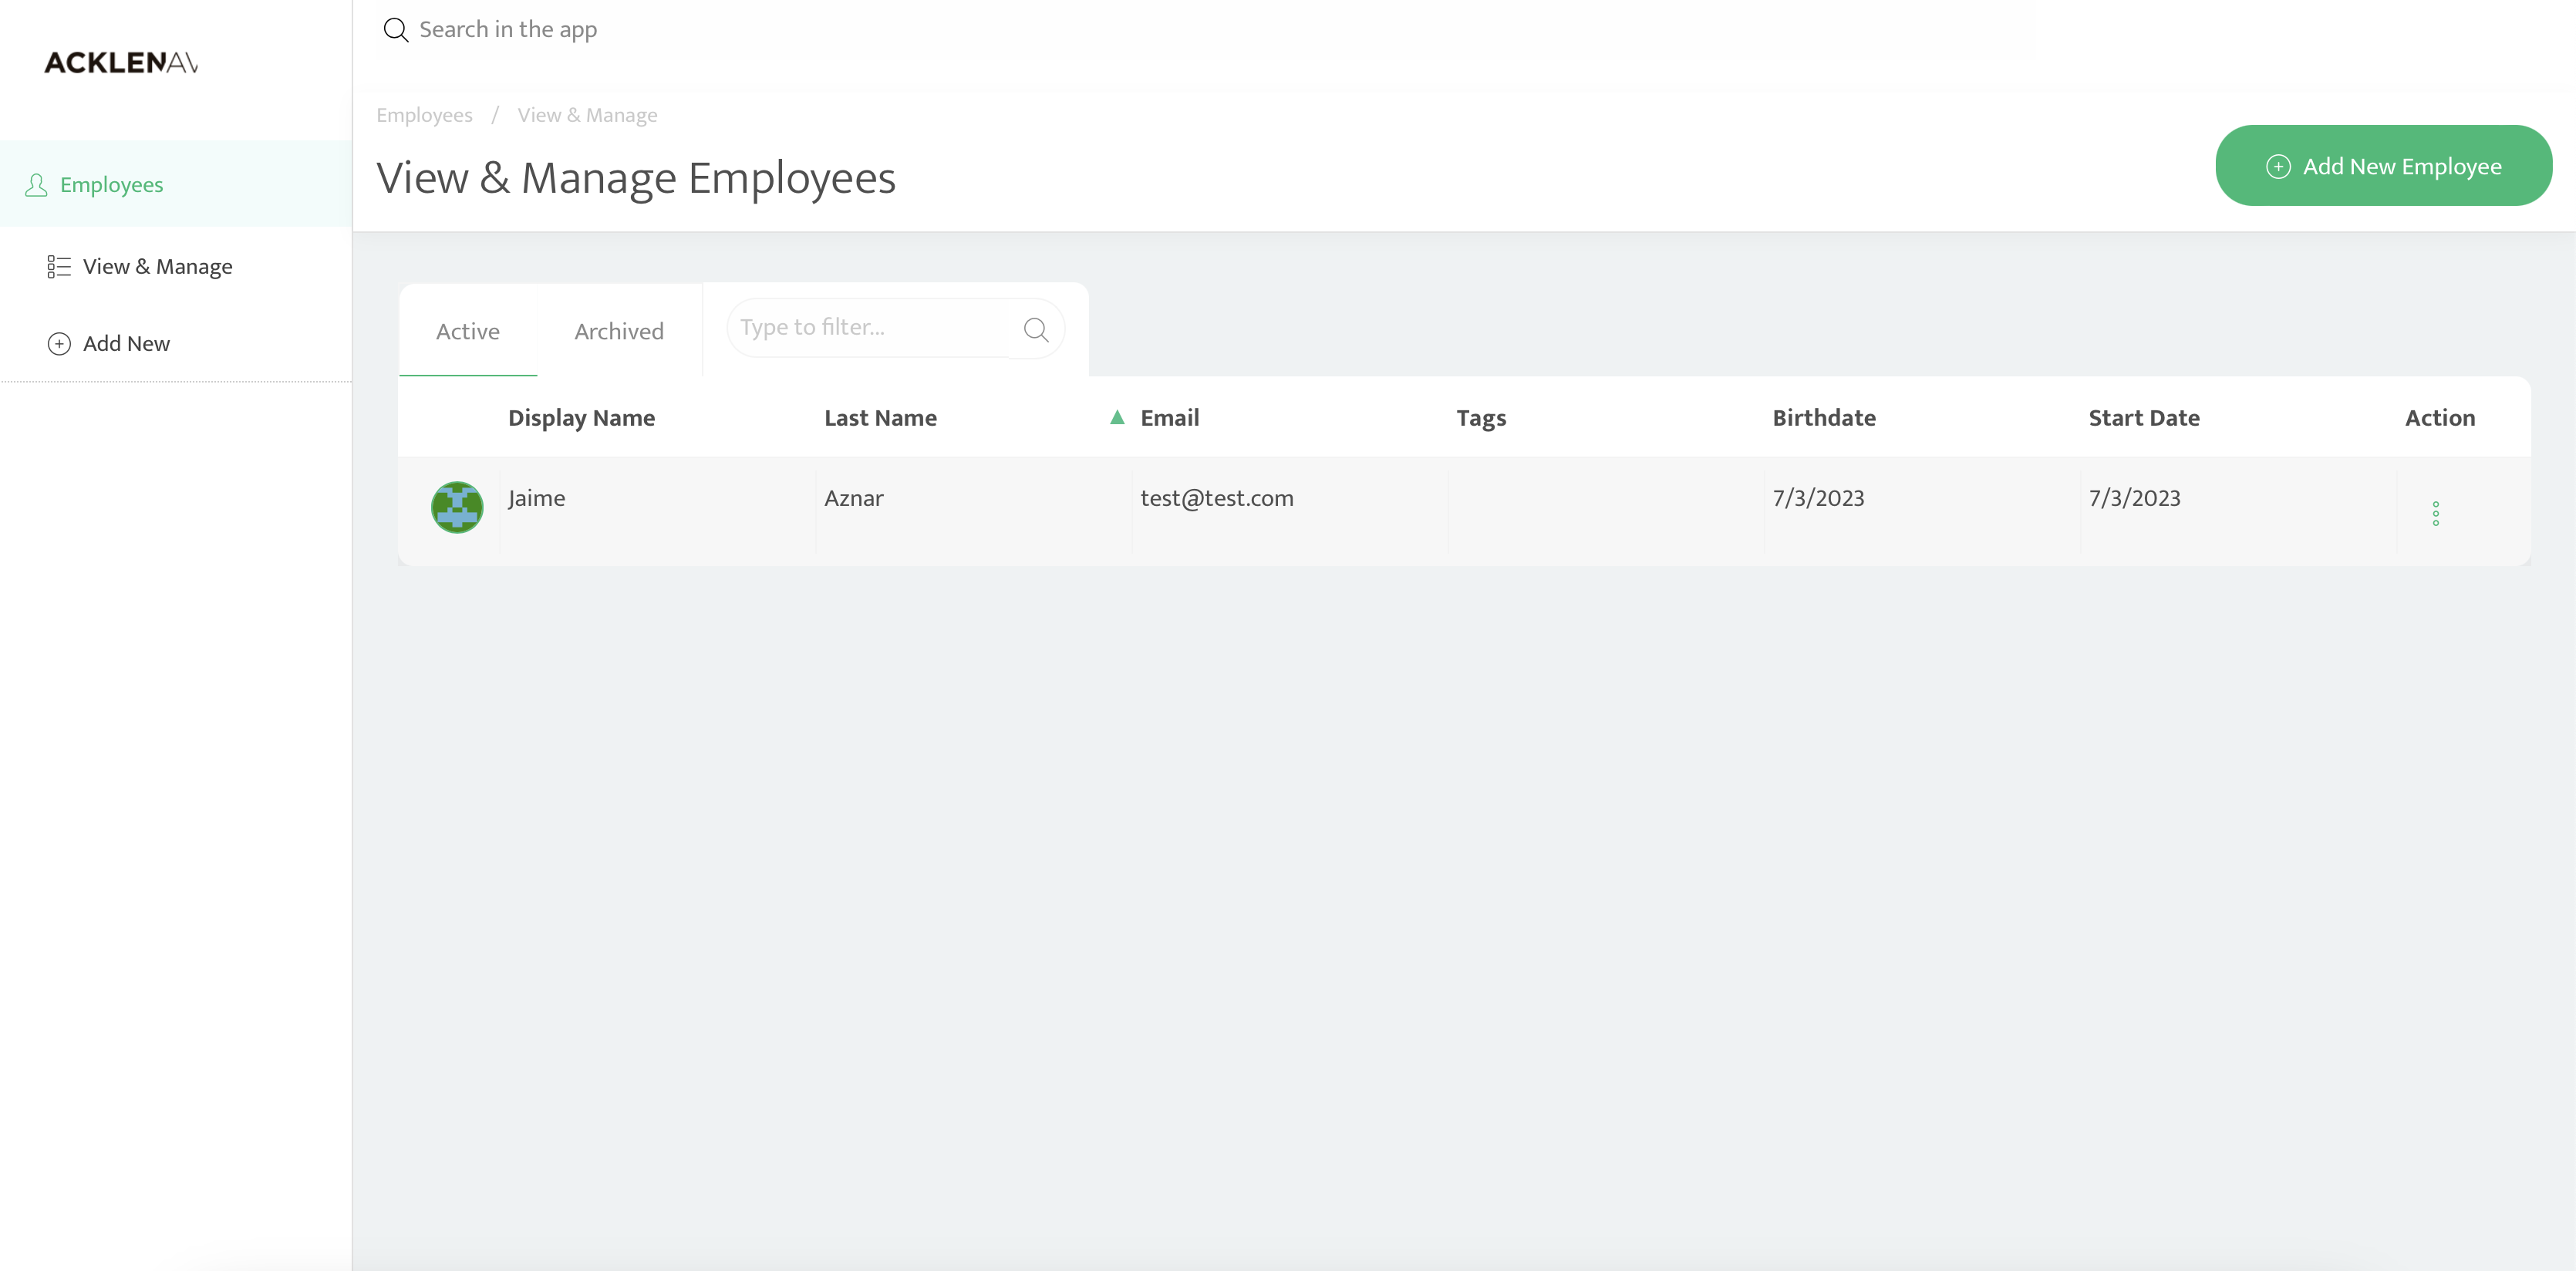 ACKLENAV
Search in the app
Employees / View & Manage
View & Manage Employees
Add New Employee
Employees
View & Manage
Add New
Active Archived Type to filter...
Display Name Last Name ▲ Email Tags Birthdate Start Date Action
Jaime Aznar test@test.com 7/3/2023 7/3/2023